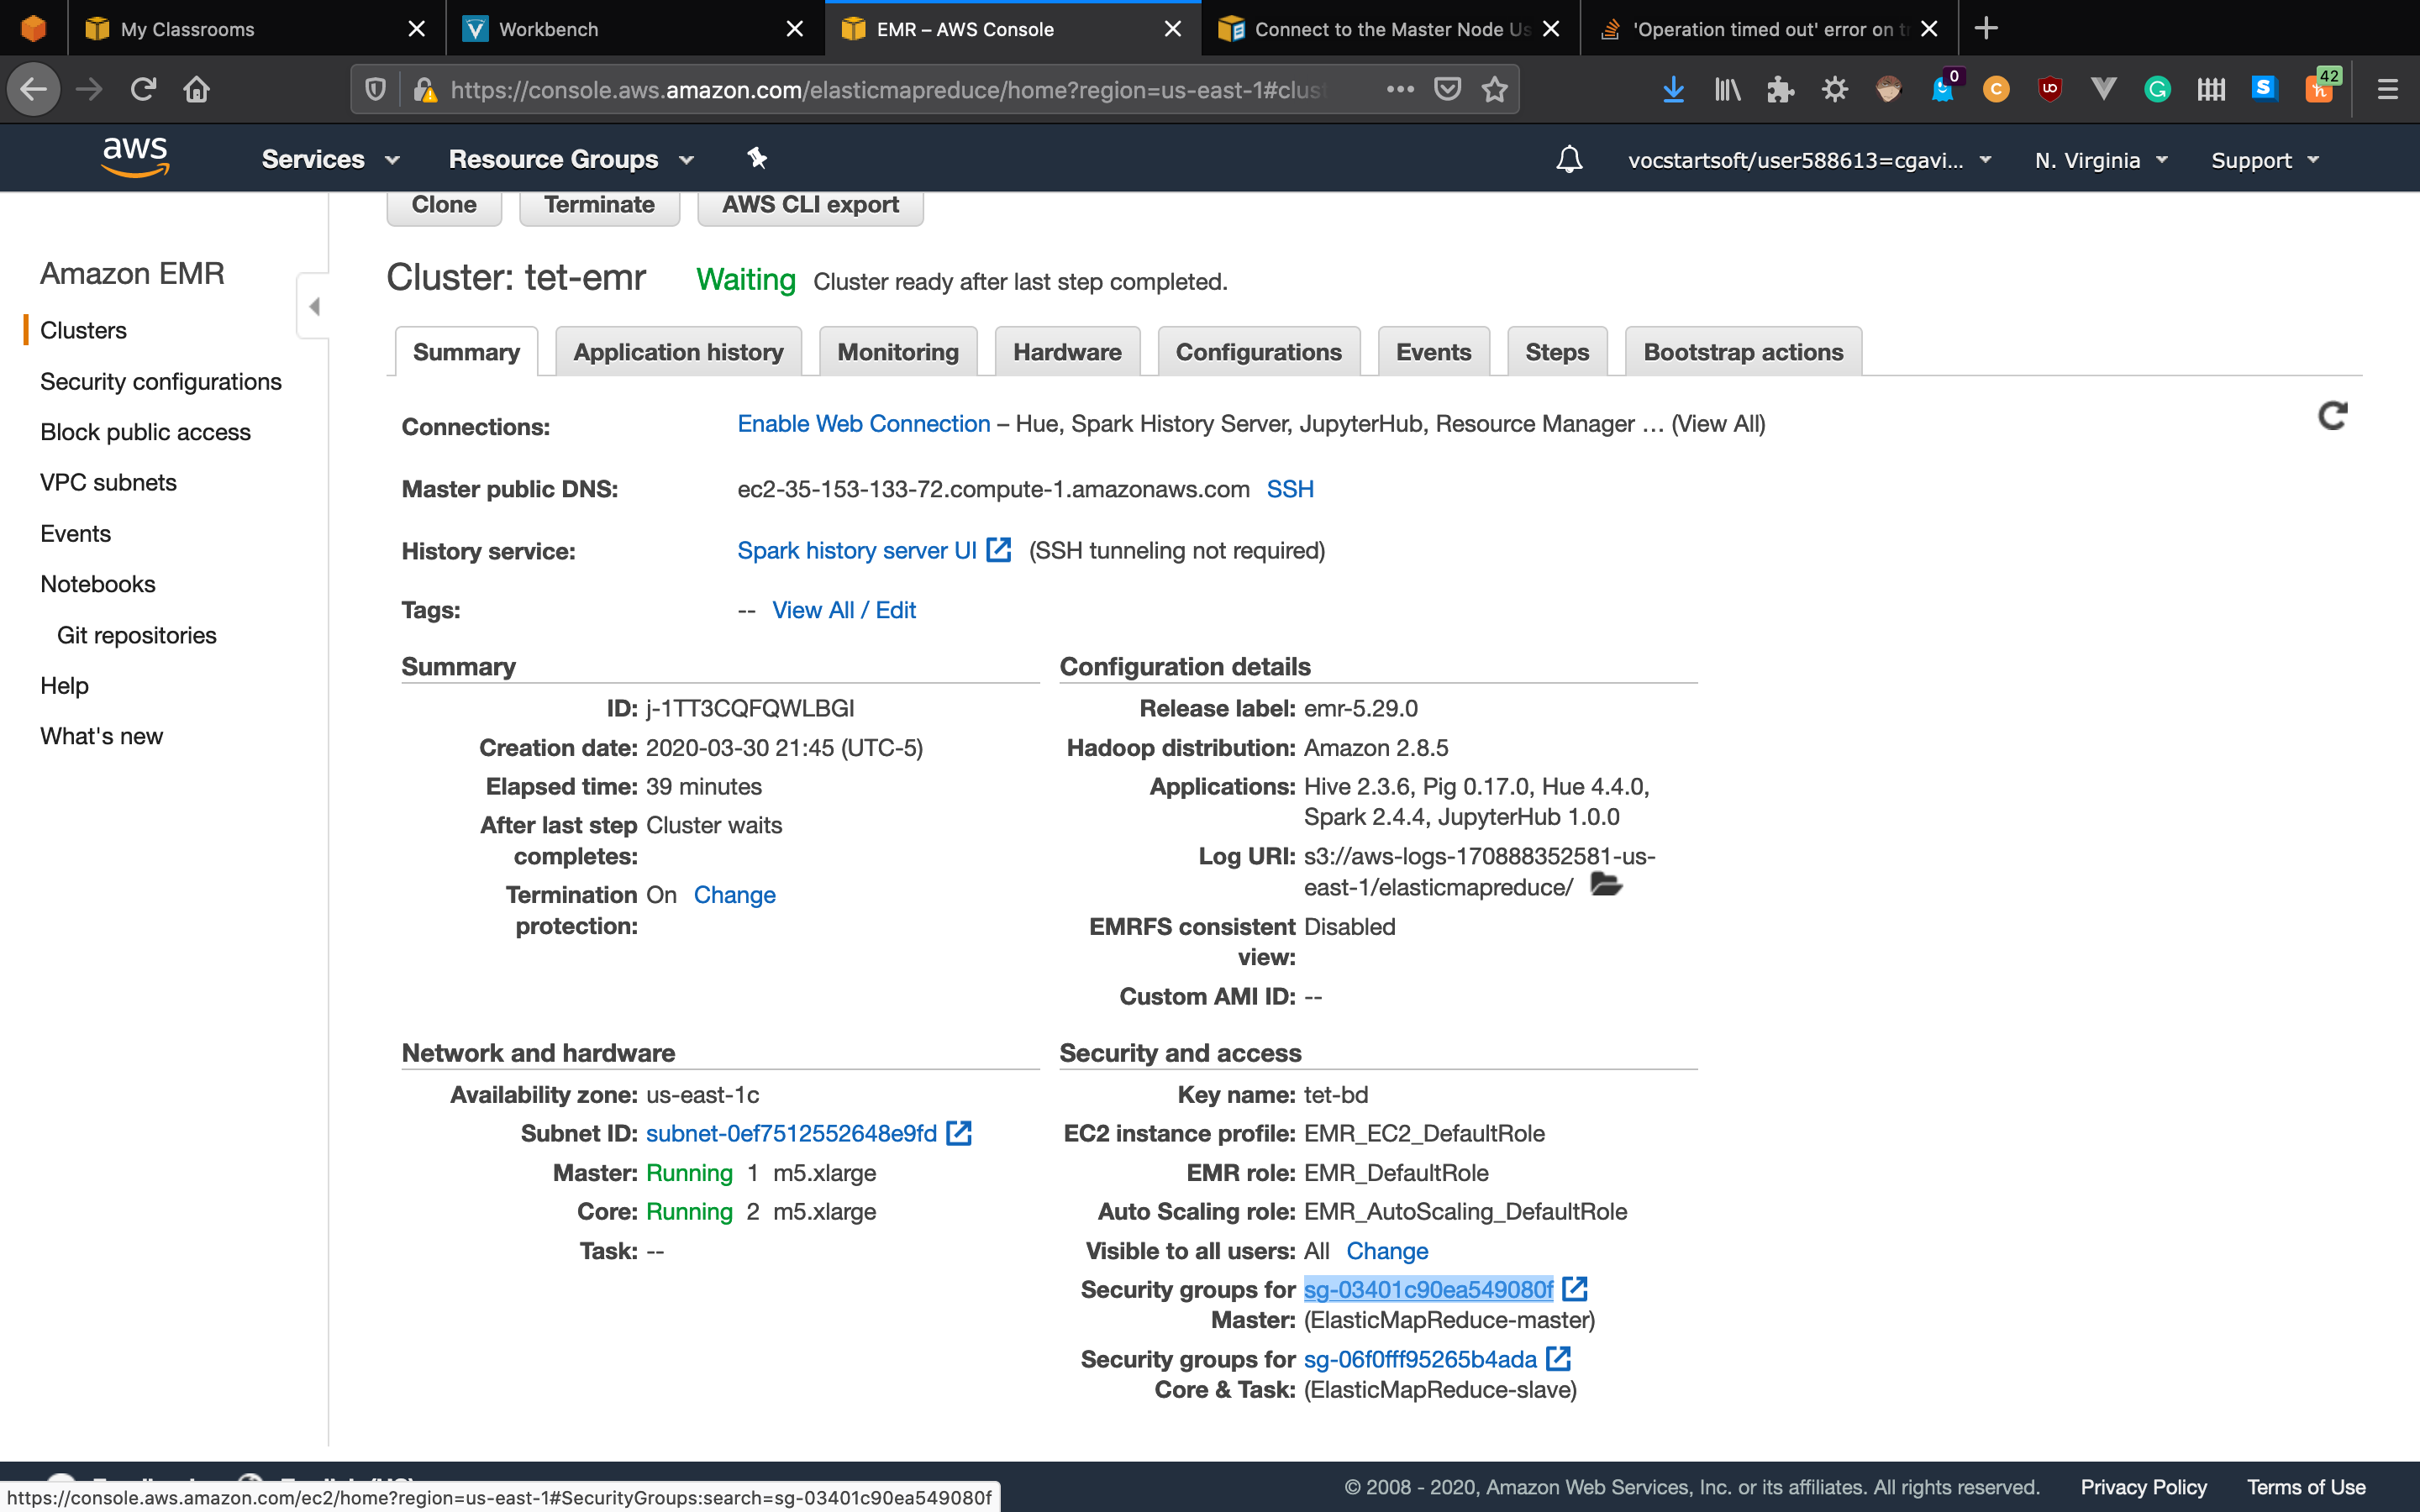 My Classrooms
Workbench
EMR – AWS Console
Connect to the Master Node Us
'Operation timed out' error on tr
https://console.aws.amazon.com/elasticmapreduce/home?region=us-east-1#clust
0
42
aws
Services
Resource Groups
vocstartsoft/user588613=cgavi...
N. Virginia
Support
Clone
Terminate
AWS CLI export
Amazon EMR
Clusters
Security configurations
Block public access
VPC subnets
Events
Notebooks
Git repositories
Help
What's new
Cluster: tet-emr Waiting Cluster ready after last step completed.
Summary
Application history
Monitoring
Hardware
Configurations
Events
Steps
Bootstrap actions
Connections: Enable Web Connection – Hue, Spark History Server, JupyterHub, Resource Manager … (View All)
Master public DNS: ec2-35-153-133-72.compute-1.amazonaws.com SSH
History service: Spark history server UI (SSH tunneling not required)
Tags: -- View All / Edit
Summary
ID: j-1TT3CQFQWLBGI
Creation date: 2020-03-30 21:45 (UTC-5)
Elapsed time: 39 minutes
After last step Cluster waits
completes:
Termination On Change
protection:
Configuration details
Release label: emr-5.29.0
Hadoop distribution: Amazon 2.8.5
Applications: Hive 2.3.6, Pig 0.17.0, Hue 4.4.0,
Spark 2.4.4, JupyterHub 1.0.0
Log URI: s3://aws-logs-170888352581-us-
east-1/elasticmapreduce/
EMRFS consistent Disabled
view:
Custom AMI ID: --
Network and hardware
Availability zone: us-east-1c
Subnet ID: subnet-0ef7512552648e9fd
Master: Running 1 m5.xlarge
Core: Running 2 m5.xlarge
Task: --
Security and access
Key name: tet-bd
EC2 instance profile: EMR_EC2_DefaultRole
EMR role: EMR_DefaultRole
Auto Scaling role: EMR_AutoScaling_DefaultRole
Visible to all users: All Change
Security groups for sg-03401c90ea549080f
Master: (ElasticMapReduce-master)
Security groups for sg-06f0fff95265b4ada
Core & Task: (ElasticMapReduce-slave)
© 2008 - 2020, Amazon Web Services, Inc. or its affiliates. All rights reserved.
Privacy Policy
Terms of Use
https://console.aws.amazon.com/ec2/home?region=us-east-1#SecurityGroups:search=sg-03401c90ea549080f